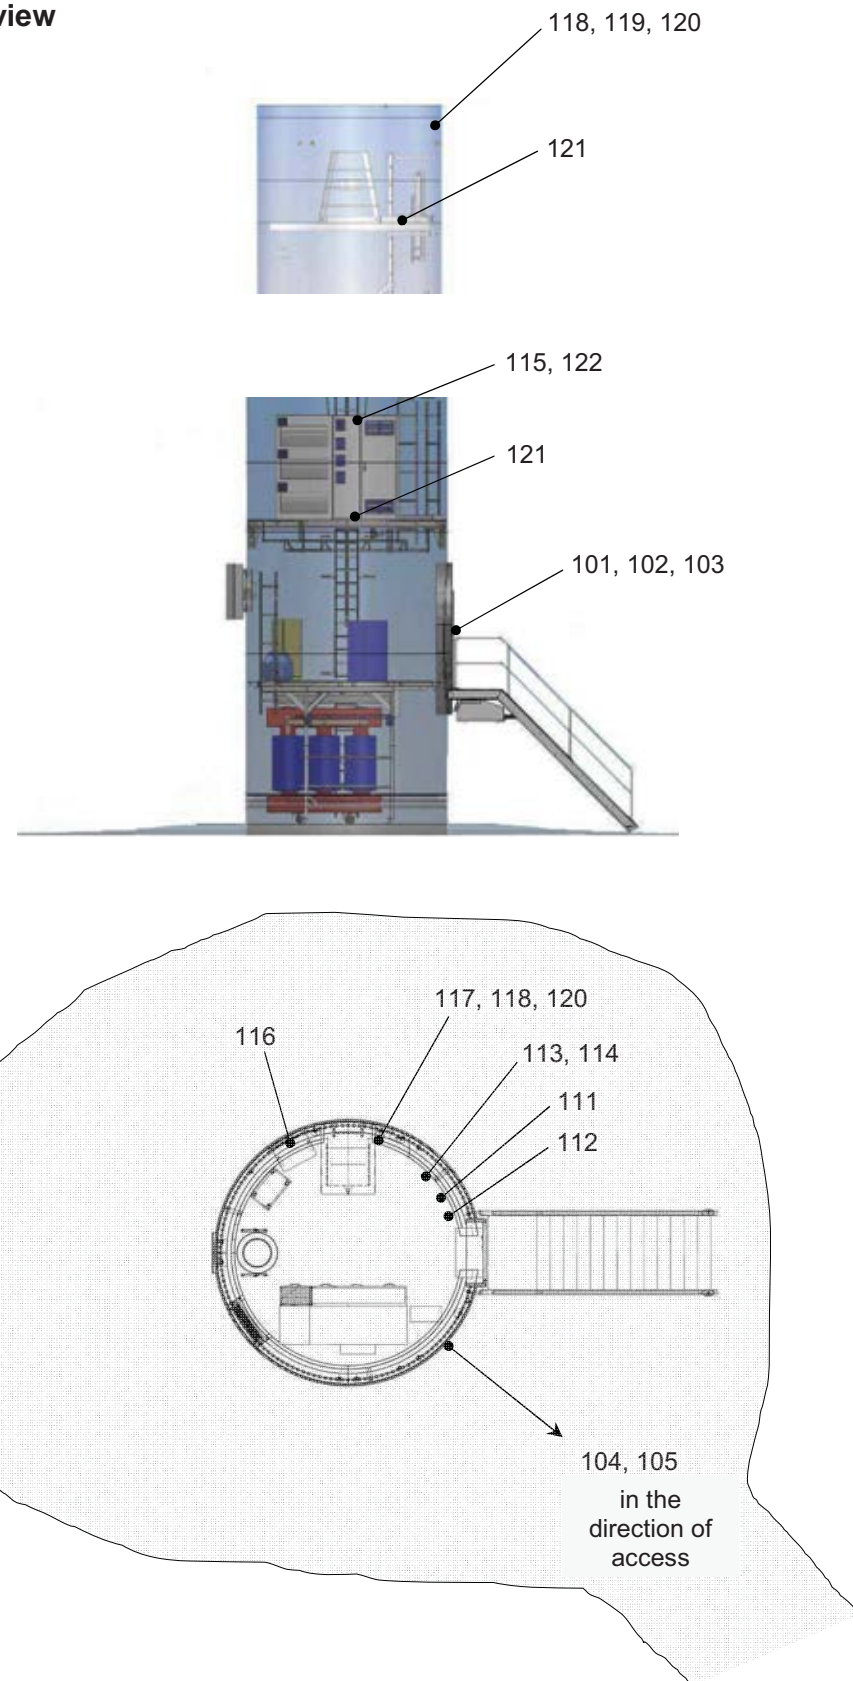 view
118, 119, 120
121
115, 122
121
101, 102, 103
117, 118, 120
116
113, 114
111
112
104, 105
in the
direction of
access